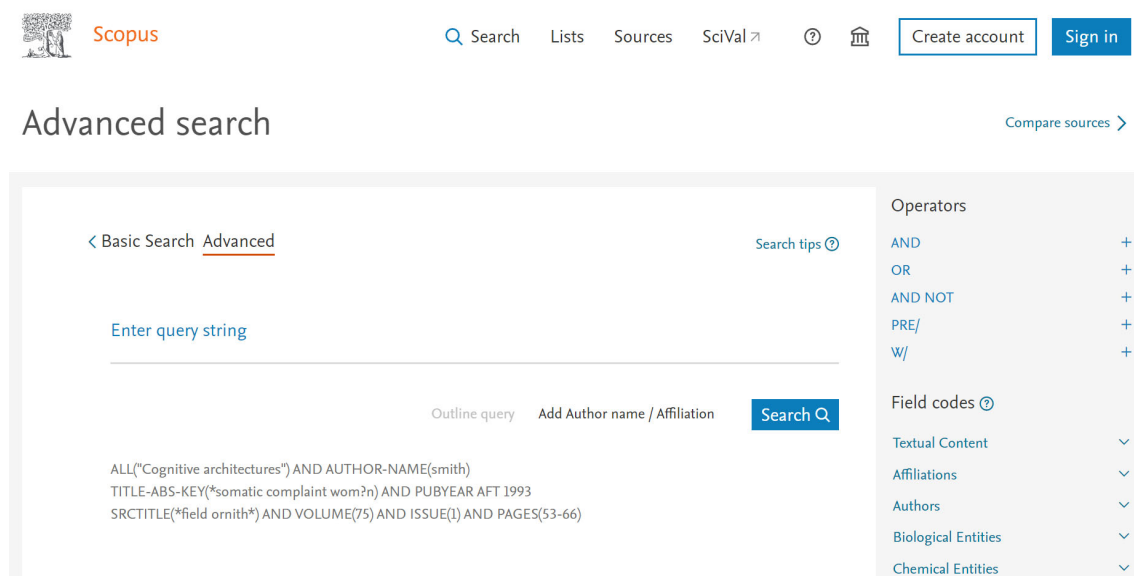 Scopus
Search Lists Sources SciVal Create account Sign in
Advanced search
Compare sources
Basic Search Advanced
Search tips
Enter query string
Outline query Add Author name / Affiliation Search
ALL("Cognitive architectures") AND AUTHOR-NAME(smith)
TITLE-ABS-KEY(*somatic complaint wom?n) AND PUBYEAR AFT 1993
SRCTITLE(*field ornith*) AND VOLUME(75) AND ISSUE(1) AND PAGES(53-66)
Operators
AND
OR
AND NOT
PRE/
W/
Field codes
Textual Content
Affiliations
Authors
Biological Entities
Chemical Entities